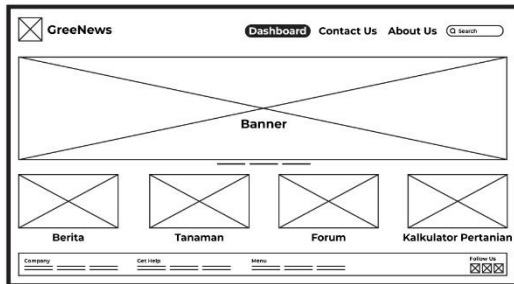 GreeNews
Dashboard Contact Us About Us Search
Banner
Berita Tanaman Forum Kalkulator Pertanian
Company Get Help Menu Follow Us